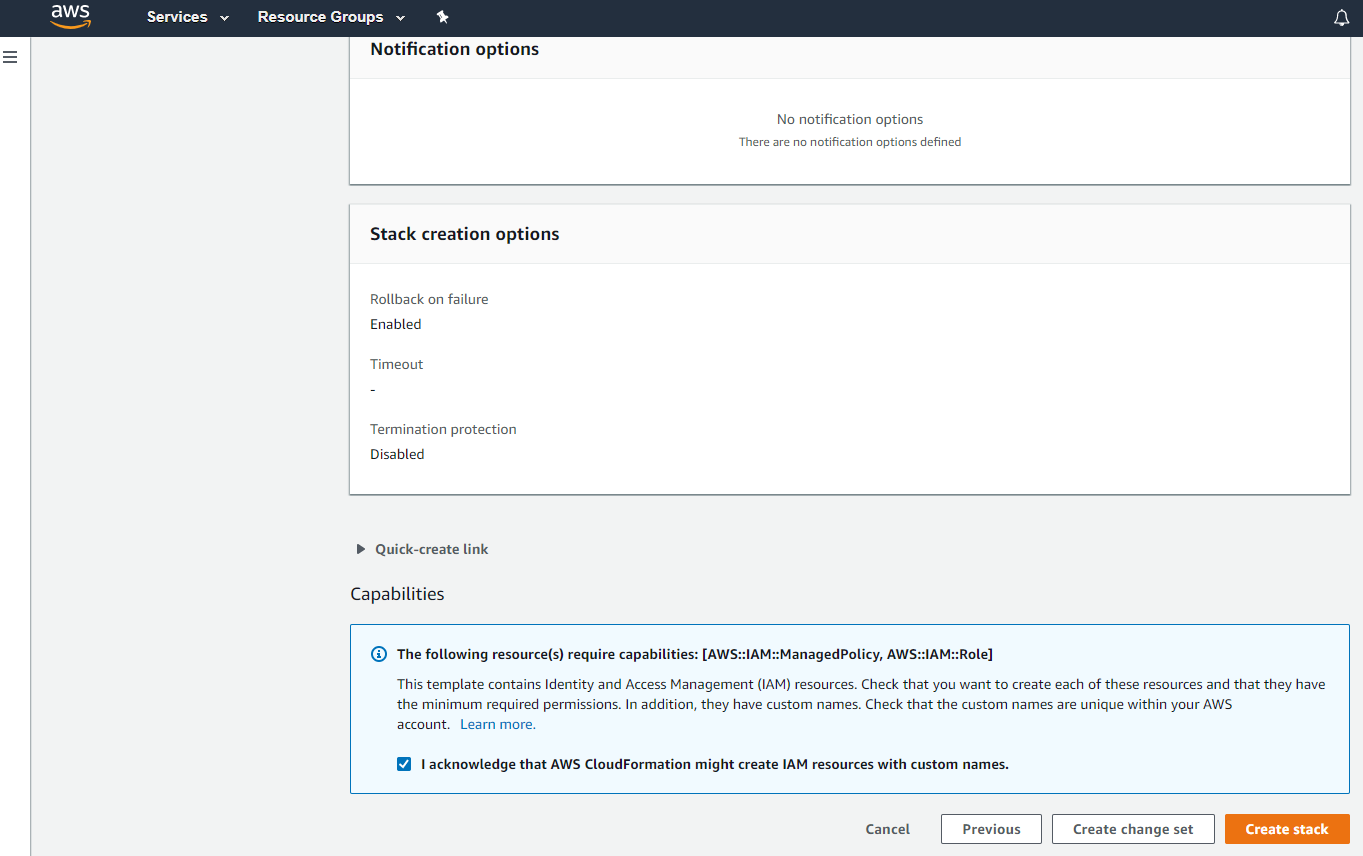 aws
Services
Resource Groups
Notification options
No notification options
There are no notification options defined
Stack creation options
Rollback on failure
Enabled
Timeout
-
Termination protection
Disabled
Quick-create link
Capabilities
The following resource(s) require capabilities: [AWS::IAM::ManagedPolicy, AWS::IAM::Role]
This template contains Identity and Access Management (IAM) resources. Check that you want to create each of these resources and that they have
the minimum required permissions. In addition, they have custom names. Check that the custom names are unique within your AWS
account. Learn more.
I acknowledge that AWS CloudFormation might create IAM resources with custom names.
Cancel
Previous
Create change set
Create stack